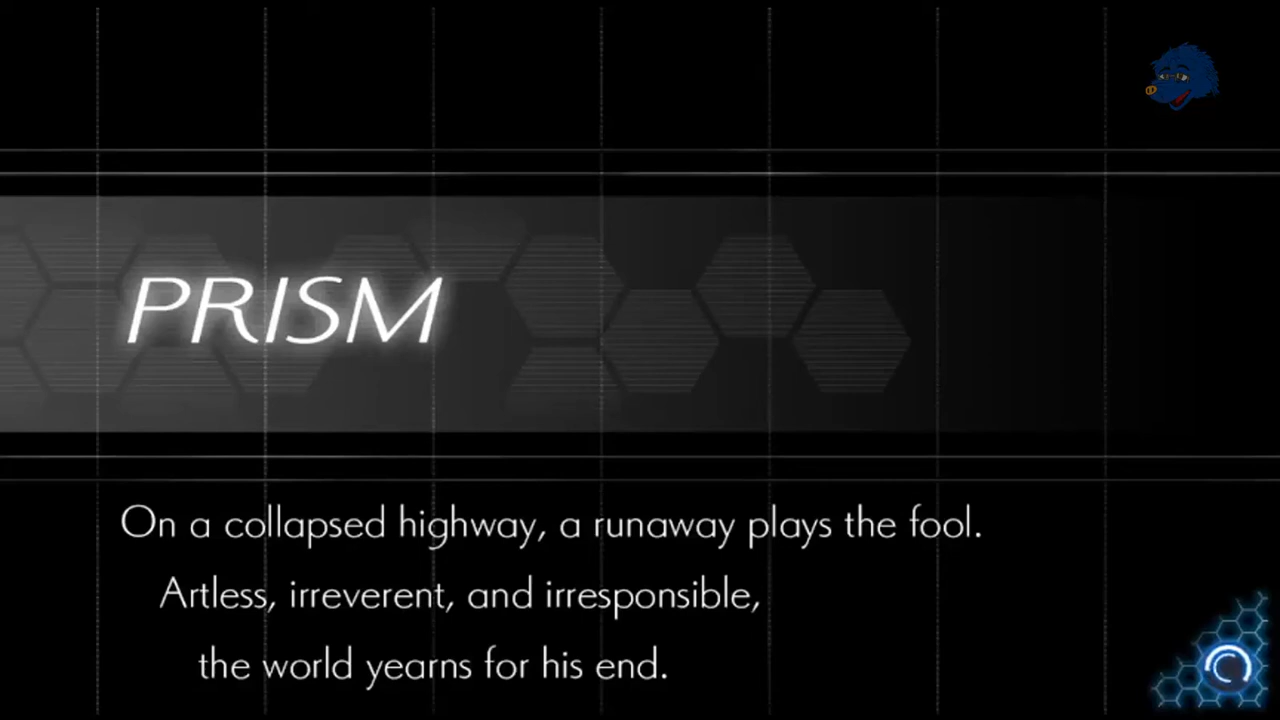 PRISM
On a collapsed highway, a runaway plays the fool.
Artless, irreverent, and irresponsible,
the world yearns for his end.